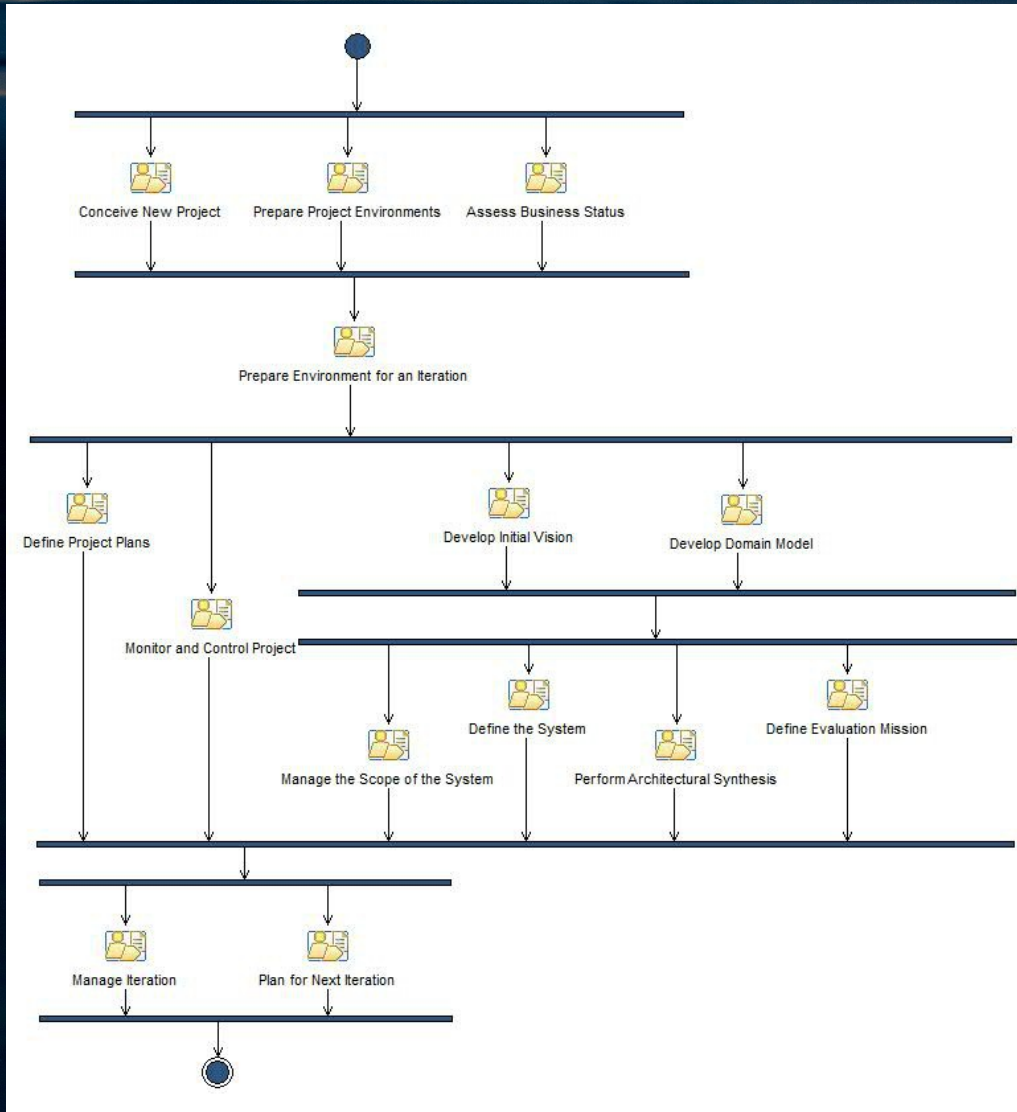 Conceive New Project
Prepare Project Environments
Assess Business Status
Prepare Environment for an Iteration
Define Project Plans
Develop Initial Vision
Develop Domain Model
Monitor and Control Project
Define the System
Define Evaluation Mission
Manage the Scope of the System
Perform Architectural Synthesis
Manage Iteration
Plan for Next Iteration